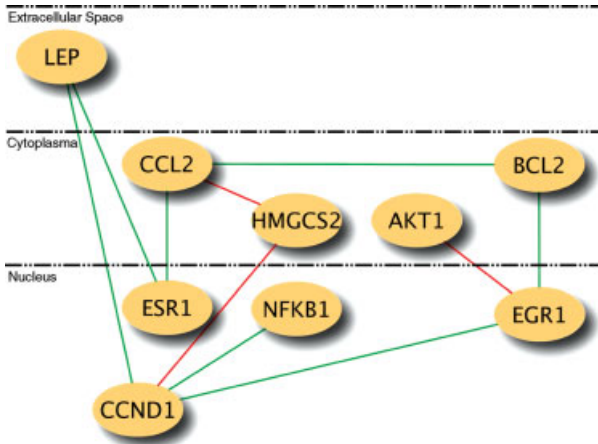 Extracellular Space
LEP
Cytoplasma
CCL2
BCL2
HMGCS2
AKT1
Nucleus
ESR1
NFKB1
EGR1
CCND1